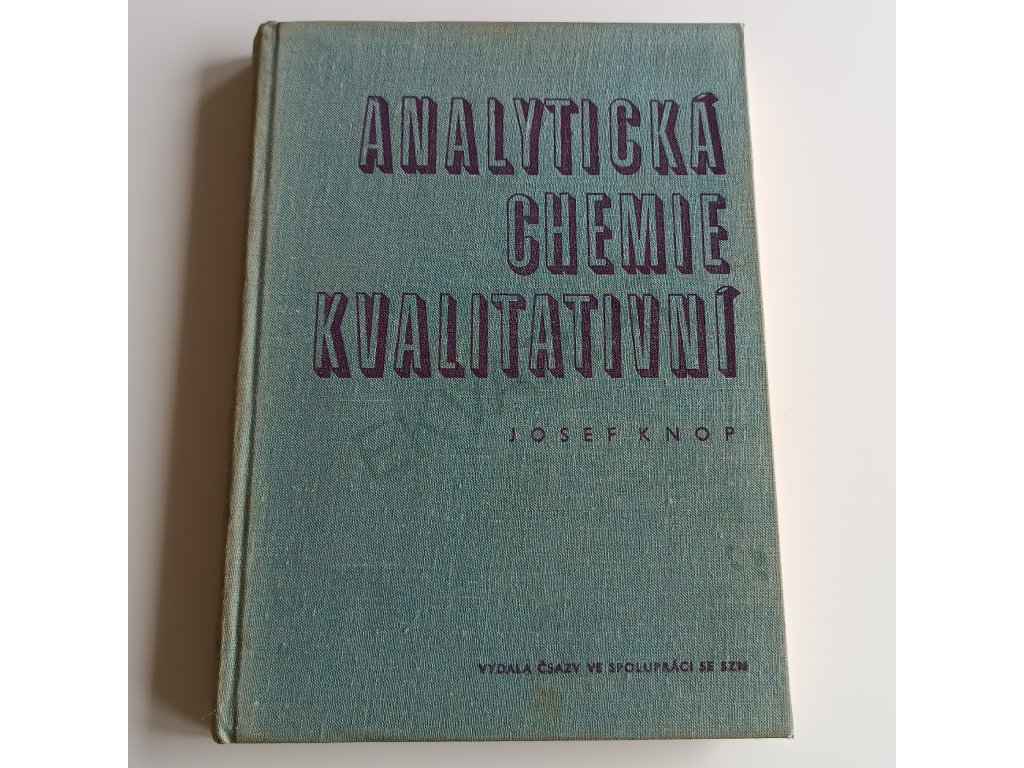 ANALYTICKÁ
CHEMIE
KVALITATIVNÍ
JOSEF KNOP
VYDALA ČSAZV VE SPOLUPRÁCI SE SZN